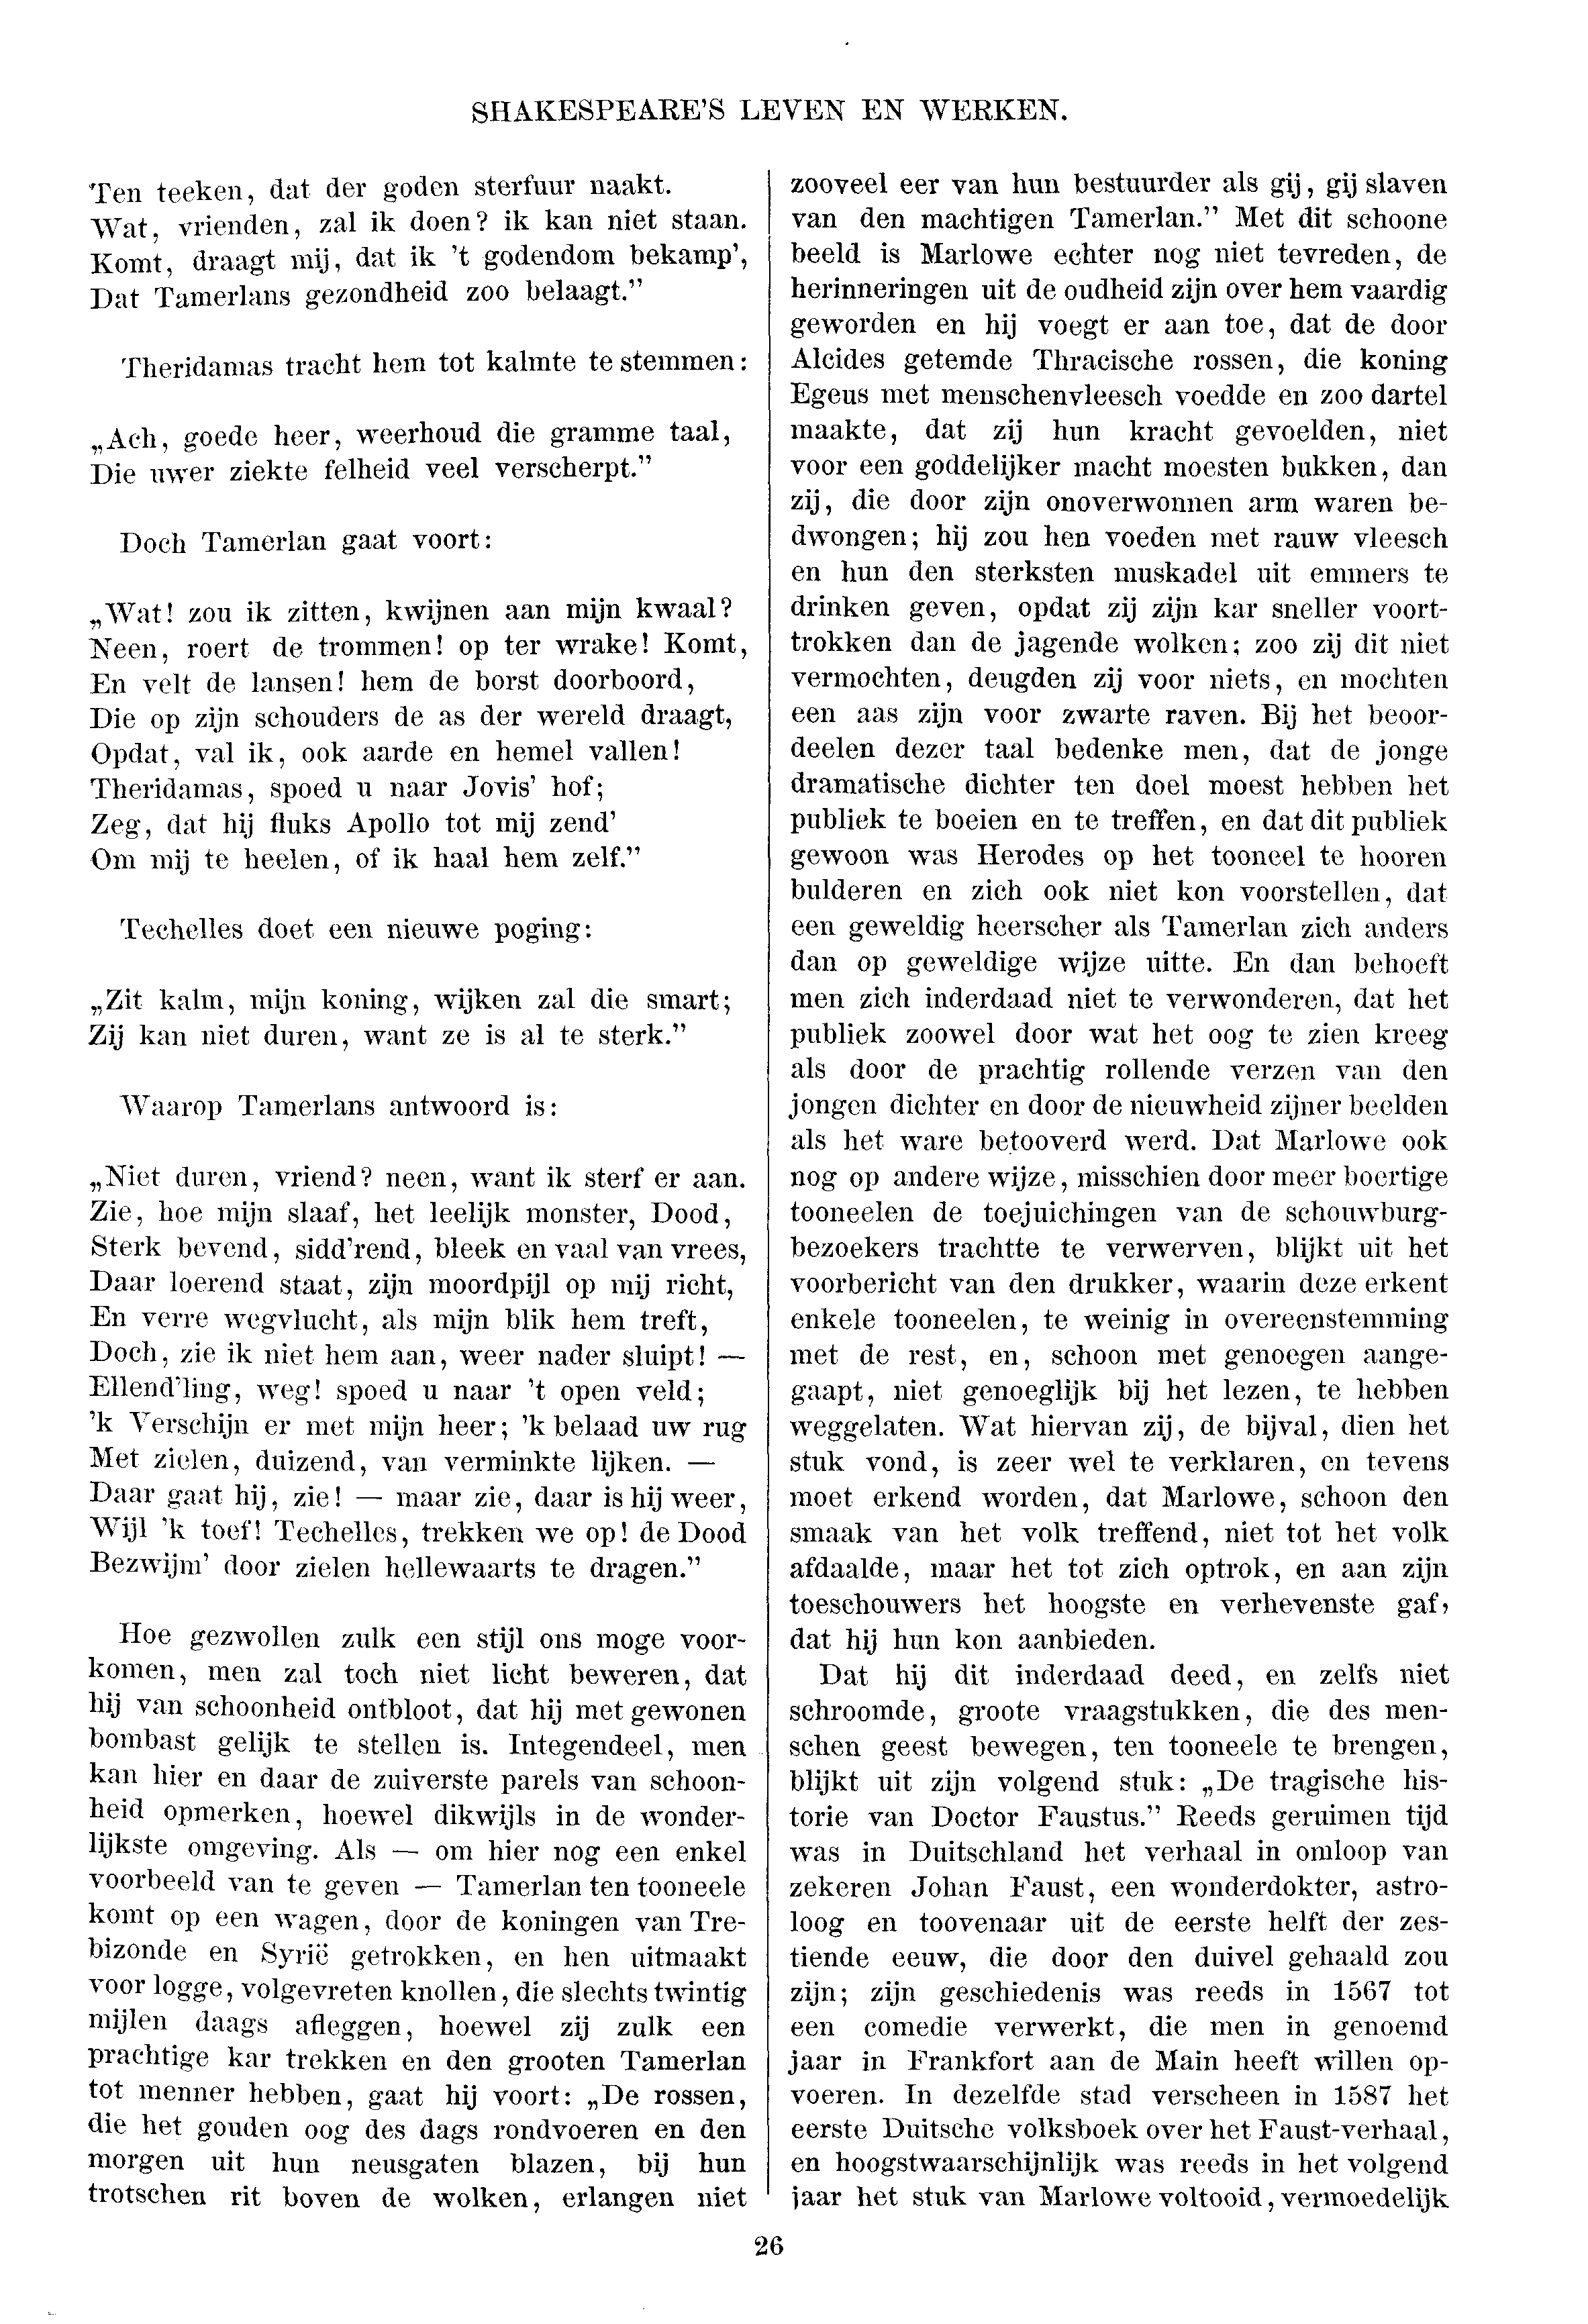 SHAKESPEARE'S LEVEN EN WERKEN.
Ten teeken, dat der goden sterfuur naakt.
Wat, vrienden, zal ik doen? ik kan niet staan.
Komt, draagt mij, dat ik 't godendom bekamp',
Dat Tamerlans gezondheid zoo belaagt.”
Theridamas tracht hem tot kalmte te stemmen:
„Ach, goede heer, weerhoud die gramme taal,
Die uwer ziekte felheid veel verscherpt.”
Doch Tamerlan gaat voort:
„Wat! zou ik zitten, kwijnen aan mijn kwaal?
Neen, roert de trommen! op ter wrake! Komt,
En velt de lansen! hem de borst doorboord,
Die op zijn schouders de as der wereld draagt,
Opdat, val ik, ook aarde en hemel vallen!
Theridamas, spoed u naar Jovis' hof;
Zeg, dat hij fluks Apollo tot mij zend'
Om mij te heelen, of ik haal hem zelf.”
Techelles doet een nieuwe poging:
„Zit kalm, mijn koning, wijken zal die smart;
Zij kan niet duren, want ze is al te sterk.”
Waarop Tamerlans antwoord is:
„Niet duren, vriend? neen, want ik sterf er aan.
Zie, hoe mijn slaaf, het leelijk monster, Dood,
Sterk bevend, sidd'rend, bleek en vaal van vrees,
Daar loerend staat, zijn moordpijl op mij richt,
En verre wegvlucht, als mijn blik hem treft,
Doch, zie ik niet hem aan, weer nader sluipt! —
Ellend'ling, weg! spoed u naar 't open veld;
'k Verschijn er met mijn heer; 'k belaad uw rug
Met zielen, duizend, van verminkte lijken. —
Daar gaat hij, zie! — maar zie, daar is hij weer,
Wijl 'k toef! Techelles, trekken we op! de Dood
Bezwijm' door zielen hellewaarts te dragen.”
Hoe gezwollen zulk een stijl ons moge voor-
komen, men zal toch niet licht beweren, dat
hij van schoonheid ontbloot, dat hij met gewonen
bombast gelijk te stellen is. Integendeel, men
kan hier en daar de zuiverste parels van schoon-
heid opmerken, hoewel dikwijls in de wonder-
lijkste omgeving. Als — om hier nog een enkel
voorbeeld van te geven — Tamerlan ten tooneele
komt op een wagen, door de koningen van Tre-
bizonde en Syrië getrokken, en hen uitmaakt
voor logge, volgevreten knollen, die slechts twintig
mijlen daags afleggen, hoewel zij zulk een
prachtige kar trekken en den grooten Tamerlan
tot menner hebben, gaat hij voort: „De rossen,
die het gouden oog des dags rondvoeren en den
morgen uit hun neusgaten blazen, bij hun
trotschen rit boven de wolken, erlangen niet
zooveel eer van hun bestuurder als gij, gij slaven
van den machtigen Tamerlan.” Met dit schoone
beeld is Marlowe echter nog niet tevreden, de
herinneringen uit de oudheid zijn over hem vaardig
geworden en hij voegt er aan toe, dat de door
Alcides getemde Thracische rossen, die koning
Egeus met menschenvleesch voedde en zoo dartel
maakte, dat zij hun kracht gevoelden, niet
voor een goddelijker macht moesten bukken, dan
zij, die door zijn onoverwonnen arm waren be-
dwongen; hij zou hen voeden met rauw vleesch
en hun den sterksten muskadel uit emmers te
drinken geven, opdat zij zijn kar sneller voort-
trokken dan de jagende wolken; zoo zij dit niet
vermochten, deugden zij voor niets, en mochten
een aas zijn voor zwarte raven. Bij het beoor-
deelen dezer taal bedenke men, dat de jonge
dramatische dichter ten doel moest hebben het
publiek te boeien en te treffen, en dat dit publiek
gewoon was Herodes op het tooneel te hooren
bulderen en zich ook niet kon voorstellen, dat
een geweldig heerscher als Tamerlan zich anders
dan op geweldige wijze uitte. En dan behoeft
men zich inderdaad niet te verwonderen, dat het
publiek zoowel door wat het oog te zien kreeg
als door de prachtig rollende verzen van den
jongen dichter en door de nieuwheid zijner beelden
als het ware betooverd werd. Dat Marlowe ook
nog op andere wijze, misschien door meer boertige
tooneelen de toejuichingen van de schouwburg-
bezoekers trachtte te verwerven, blijkt uit het
voorbericht van den drukker, waarin deze erkent
enkele tooneelen, te weinig in overeenstemming
met de rest, en, schoon met genoegen aange-
gaapt, niet genoeglijk bij het lezen, te hebben
weggelaten. Wat hiervan zij, de bijval, dien het
stuk vond, is zeer wel te verklaren, en tevens
moet erkend worden, dat Marlowe, schoon den
smaak van het volk treffend, niet tot het volk
afdaalde, maar het tot zich optrok, en aan zijn
toeschouwers het hoogste en verhevenste gaf,
dat hij hun kon aanbieden.
Dat hij dit inderdaad deed, en zelfs niet
schroomde, groote vraagstukken, die des men-
schen geest bewegen, ten tooneele te brengen,
blijkt uit zijn volgend stuk: „De tragische his-
torie van Doctor Faustus.” Reeds geruimen tijd
was in Duitschland het verhaal in omloop van
zekeren Johan Faust, een wonderdokter, astro-
loog en toovenaar uit de eerste helft der zes-
tiende eeuw, die door den duivel gehaald zou
zijn; zijn geschiedenis was reeds in 1567 tot
een comedie verwerkt, die men in genoemd
jaar in Frankfort aan de Main heeft willen op-
voeren. In dezelfde stad verscheen in 1587 het
eerste Duitsche volksboek over het Faust-verhaal,
en hoogstwaarschijnlijk was reeds in het volgend
jaar het stuk van Marlowe voltooid, vermoedelijk
26